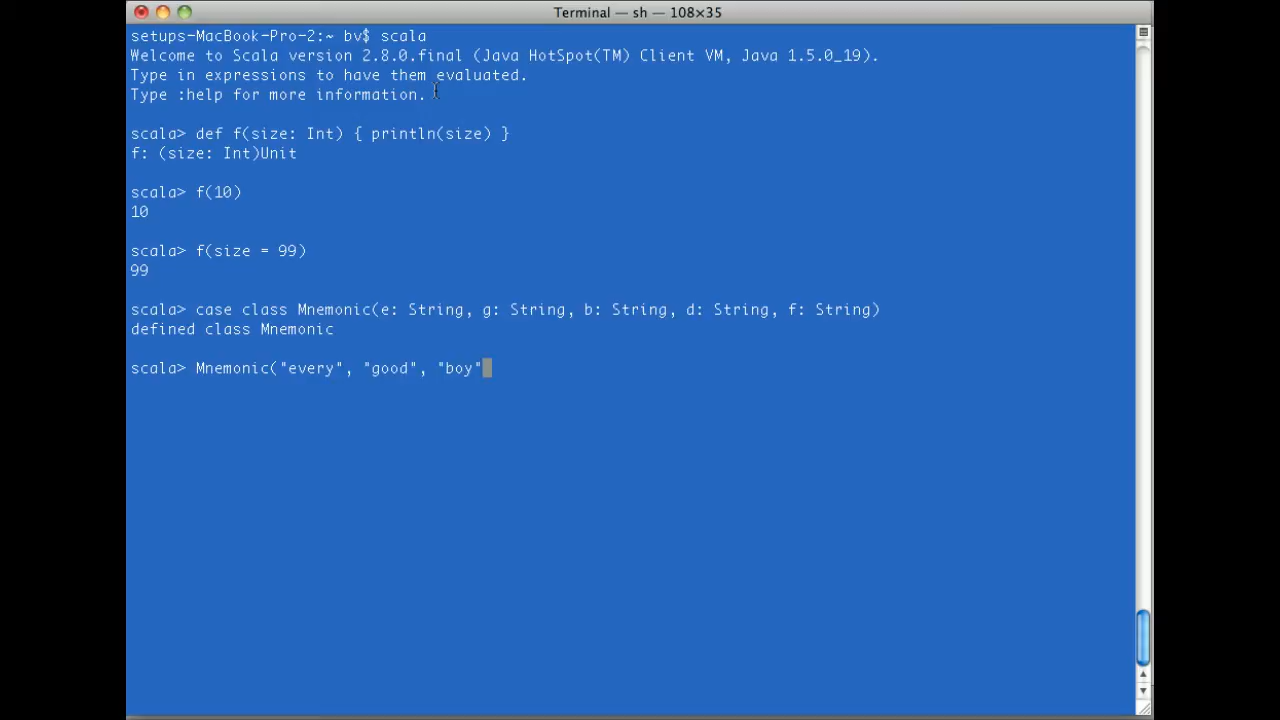 Terminal — sh — 108×35
setups-MacBook-Pro-2:~ bv$ scala
Welcome to Scala version 2.8.0.final (Java HotSpot(TM) Client VM, Java 1.5.0_19).
Type in expressions to have them evaluated.
Type :help for more information.
scala> def f(size: Int) { println(size) }
f: (size: Int)Unit
scala> f(10)
10
scala> f(size = 99)
99
scala> case class Mnemonic(e: String, g: String, b: String, d: String, f: String)
defined class Mnemonic
scala> Mnemonic("every", "good", "boy"